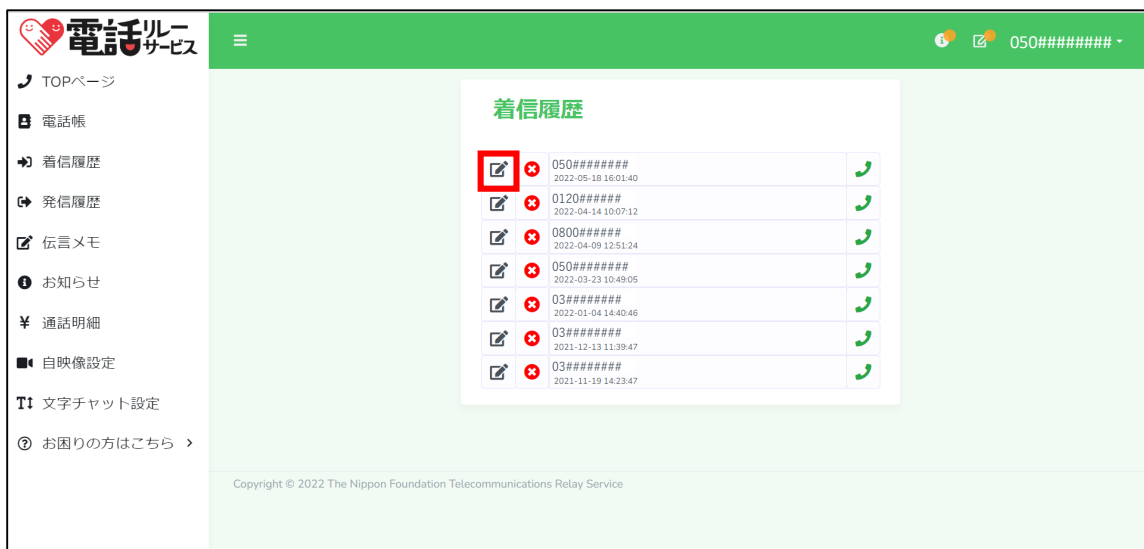 電話リレーサービス
050#########
TOPページ
電話帳
着信履歴
発信履歴
伝言メモ
お知らせ
¥ 通話明細
自映像設定
文字チャット設定
お困りの方はこちら
着信履歴
050########
2022-05-18 16:01:40
0120######
2022-04-14 10:07:12
0800######
2022-04-09 12:51:24
050########
2022-03-23 10:49:05
03########
2022-01-04 14:40:46
03########
2021-12-13 11:39:47
03########
2021-11-19 14:23:47
Copyright © 2022 The Nippon Foundation Telecommunications Relay Service